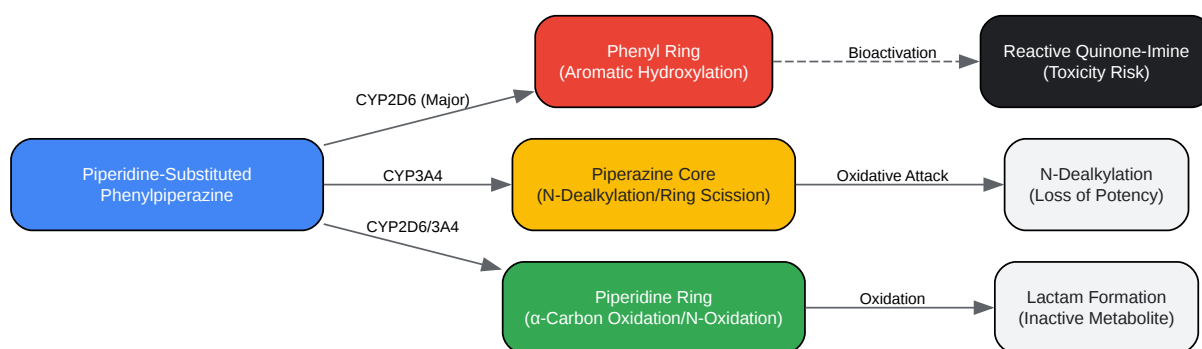 Phenyl Ring
(Aromatic Hydroxylation)
Bioactivation
Reactive Quinone-Imine
(Toxicity Risk)
CYP2D6 (Major)
Piperidine-Substituted
Phenylpiperazine
CYP3A4
Piperazine Core
(N-Dealkylation/Ring Scission)
Oxidative Attack
N-Dealkylation
(Loss of Potency)
CYP2D6/3A4
Piperidine Ring
(α-Carbon Oxidation/N-Oxidation)
Oxidation
Lactam Formation
(Inactive Metabolite)